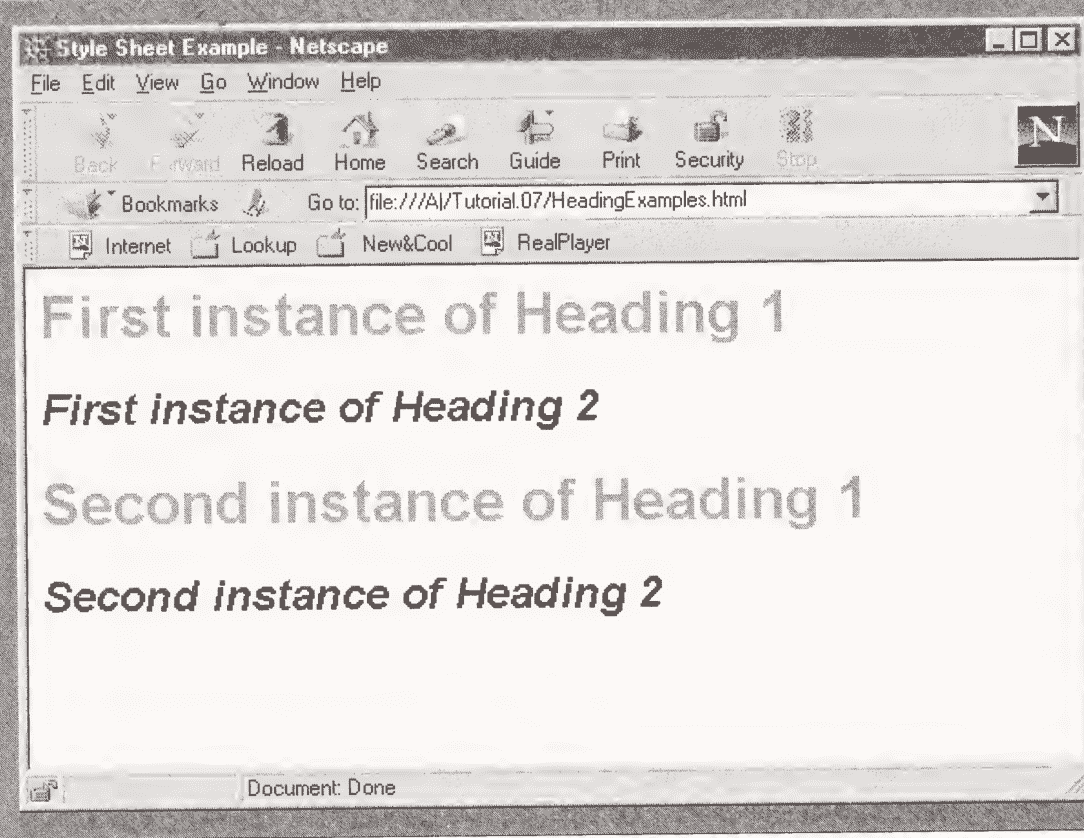 Style Sheet Example - Netscape
File Edit View Go Window Help
Back Forward Reload Home Search Guide Print Security Stop
N
Bookmarks Go to: file:///A|/Tutorial.07/HeadingExamples.html
Internet Lookup New&Cool RealPlayer
First instance of Heading 1
First instance of Heading 2
Second instance of Heading 1
Second instance of Heading 2
Document: Done